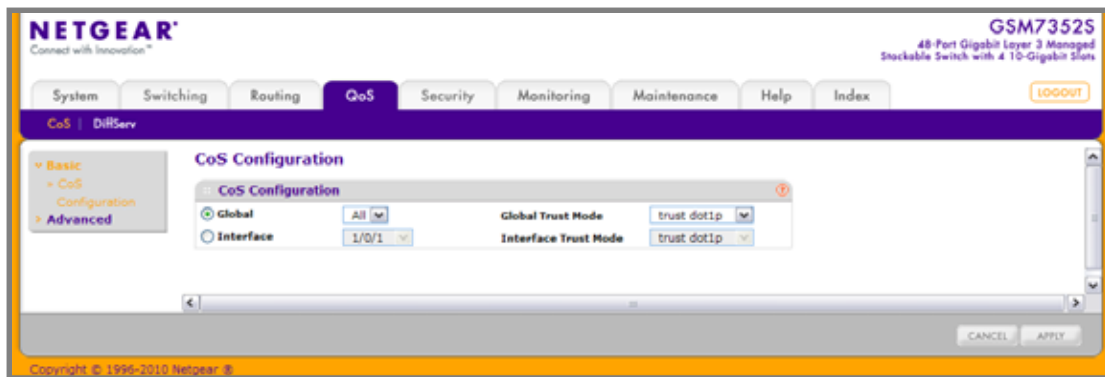 NETGEAR®
Connect with Innovation™
GSM7352S
48-Port Gigabit Layer 3 Managed
Stackable Switch with 4 10-Gigabit Slots
System Switching Routing QoS Security Monitoring Maintenance Help Index LOGOUT
CoS | DiffServ
Basic
CoS
Configuration
Advanced
CoS Configuration
CoS Configuration
Global All Global Trust Mode trust dot1p
Interface 1/0/1 Interface Trust Mode trust dot1p
CANCEL APPLY
Copyright © 1996-2010 Netgear ®